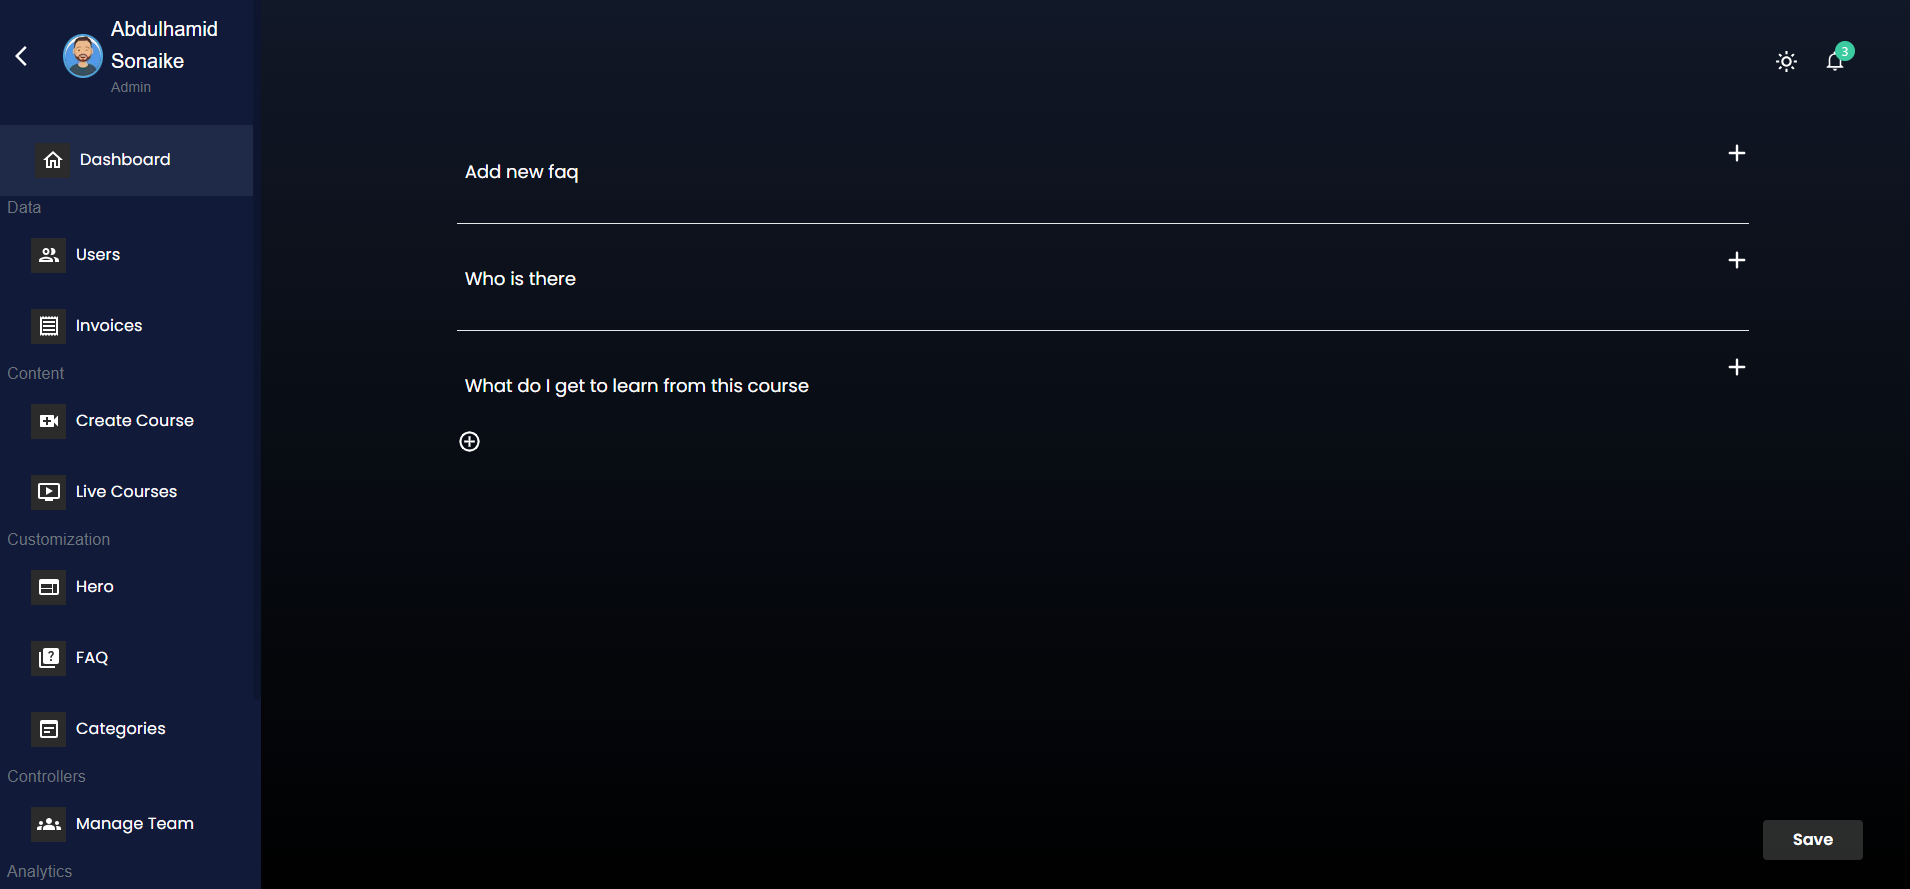 Abdulhamid
Sonaike
Admin
Dashboard
Data
Users
Invoices
Content
Create Course
Live Courses
Customization
Hero
FAQ
Categories
Controllers
Manage Team
Analytics
3
Add new faq
Who is there
What do I get to learn from this course
Save